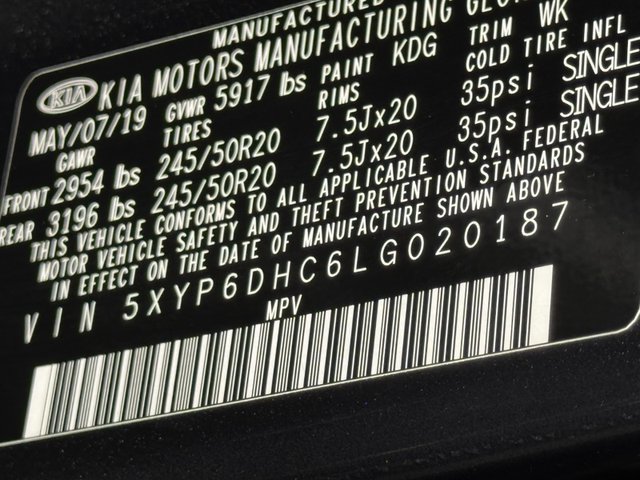 MANUFACTURED
KIA KIA MOTORS MANUFACTURING
MAY/07/19 GVWR 5917 lbs PAINT KDG TRIM WK
GAWR TIRES RIMS COLD TIRE INFL
FRONT 2954 lbs 245/50R20 7.5Jx20 35psi SINGLE
REAR 3196 lbs 245/50R20 7.5Jx20 35psi SINGLE
THIS VEHICLE CONFORMS TO ALL APPLICABLE U.S.A. FEDERAL
MOTOR VEHICLE SAFETY AND THEFT PREVENTION STANDARDS
IN EFFECT ON THE DATE OF MANUFACTURE SHOWN ABOVE
VIN 5XYP6DHC6LG020187
MPV